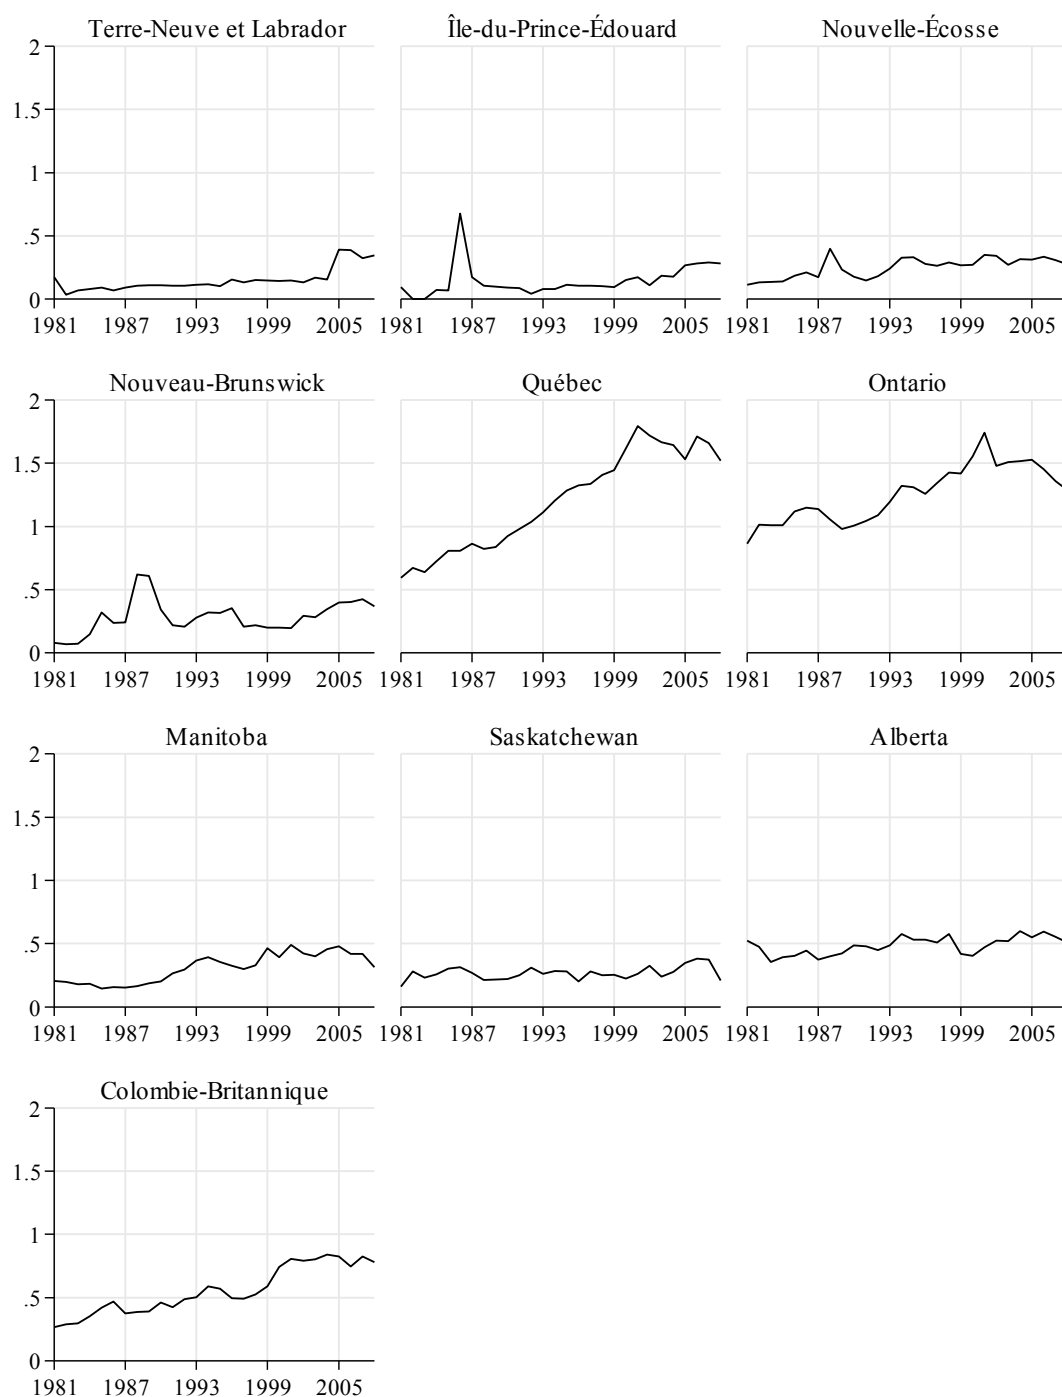 Terre-Neuve et Labrador
Île-du-Prince-Édouard
Nouvelle-Écosse
2
1.5
1
.5
0
1981 1987 1993 1999 2005
1981 1987 1993 1999 2005
1981 1987 1993 1999 2005
Nouveau-Brunswick
Québec
Ontario
2
1.5
1
.5
0
1981 1987 1993 1999 2005
1981 1987 1993 1999 2005
1981 1987 1993 1999 2005
Manitoba
Saskatchewan
Alberta
2
1.5
1
.5
0
1981 1987 1993 1999 2005
1981 1987 1993 1999 2005
1981 1987 1993 1999 2005
Colombie-Britannique
2
1.5
1
.5
0
1981 1987 1993 1999 2005